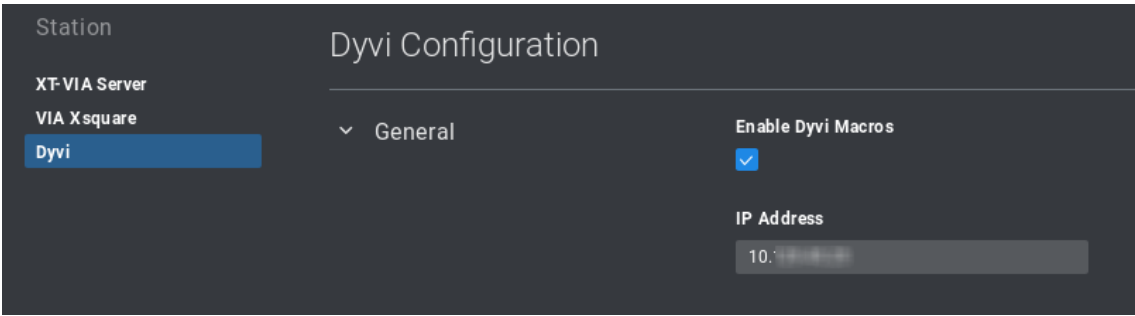 Station
XT-VIA Server
VIA Xsquare
Dyvi
Dyvi Configuration
General
Enable Dyvi Macros
IP Address
10.